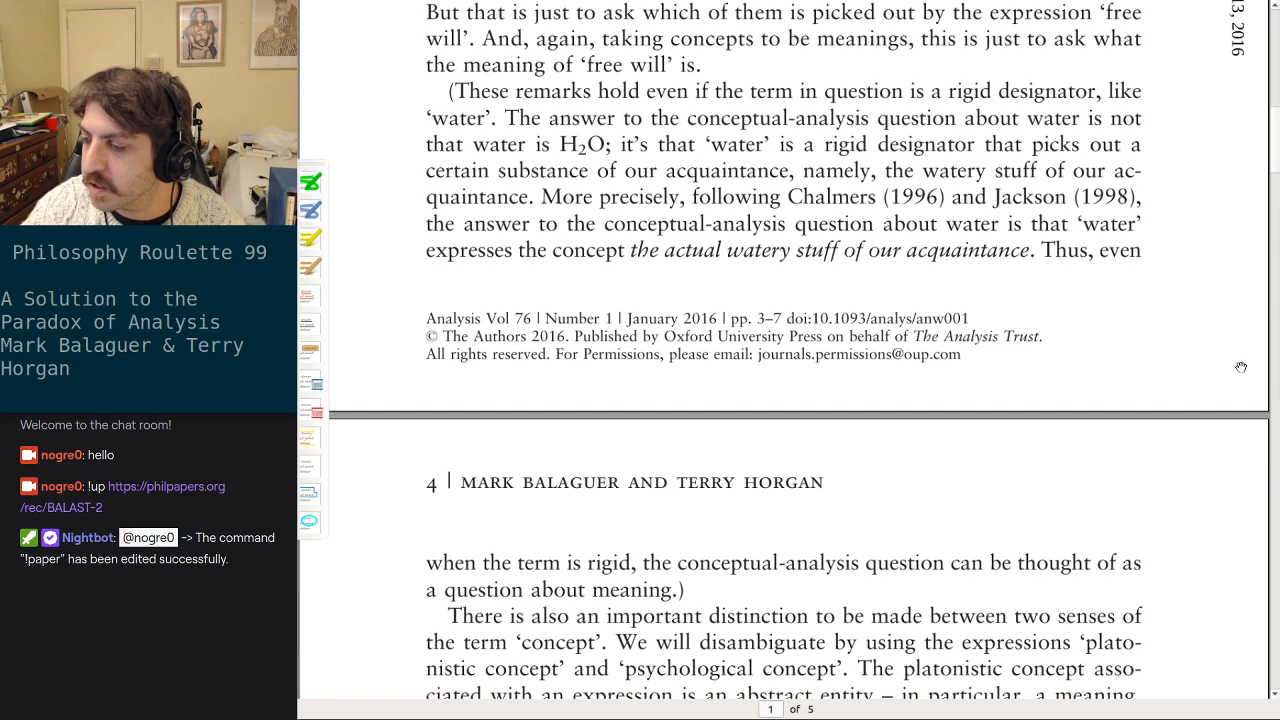 Philosophy Roulette 99
A Solution to the
Paradox of Analysis
Mark Balaguer & Terry
Horgan
Welcome to the chat room!
nogre0: hello
nogre0: !up https://philpapers.org
/rec/BALAST-2
Nightbot: @nogre0 -> The command
"!paper" has been edited successfully.
But that is just to ask which of them is picked out by the expression ‘free
will’. And, again, taking concepts to be meanings, this is just to ask what
the meaning of ‘free will’ is.
(These remarks hold even if the term in question is a rigid designator, like
‘water’. The answer to the conceptual-analysis question about water is not
that water is H2O; it’s that ‘water’ is a rigid designator that picks out a
certain substance of our acquaintance, namely, the watery stuff of our ac-
quaintance. More precisely, following Chalmers (1996) and Jackson (1998),
the answer to the conceptual-analysis question about water is that ‘water’
expresses the concept the actual watery stuff of our acquaintance. Thus, even
Analysis Vol 76 | Number 1 | January 2016 | pp. 3–7 doi:10.1093/analys/anw001
© The Authors 2016. Published by Oxford University Press on behalf of The Analysis Trust.
All rights reserved. For Permissions, please email: journals.permissions@oup.com
13, 2016
4 | MARK BALAGUER AND TERRY HORGAN
when the term is rigid, the conceptual-analysis question can be thought of as
a question about meaning.)
There is also an important distinction to be made between two senses of
the term ‘concept’. We will disambiguate by using the expressions ‘plato-
nistic concept’ and ‘psychological concept’. The platonistic concept asso-
ciated with an expression is an abstract entity – in particular, a meaning.
1 of 5